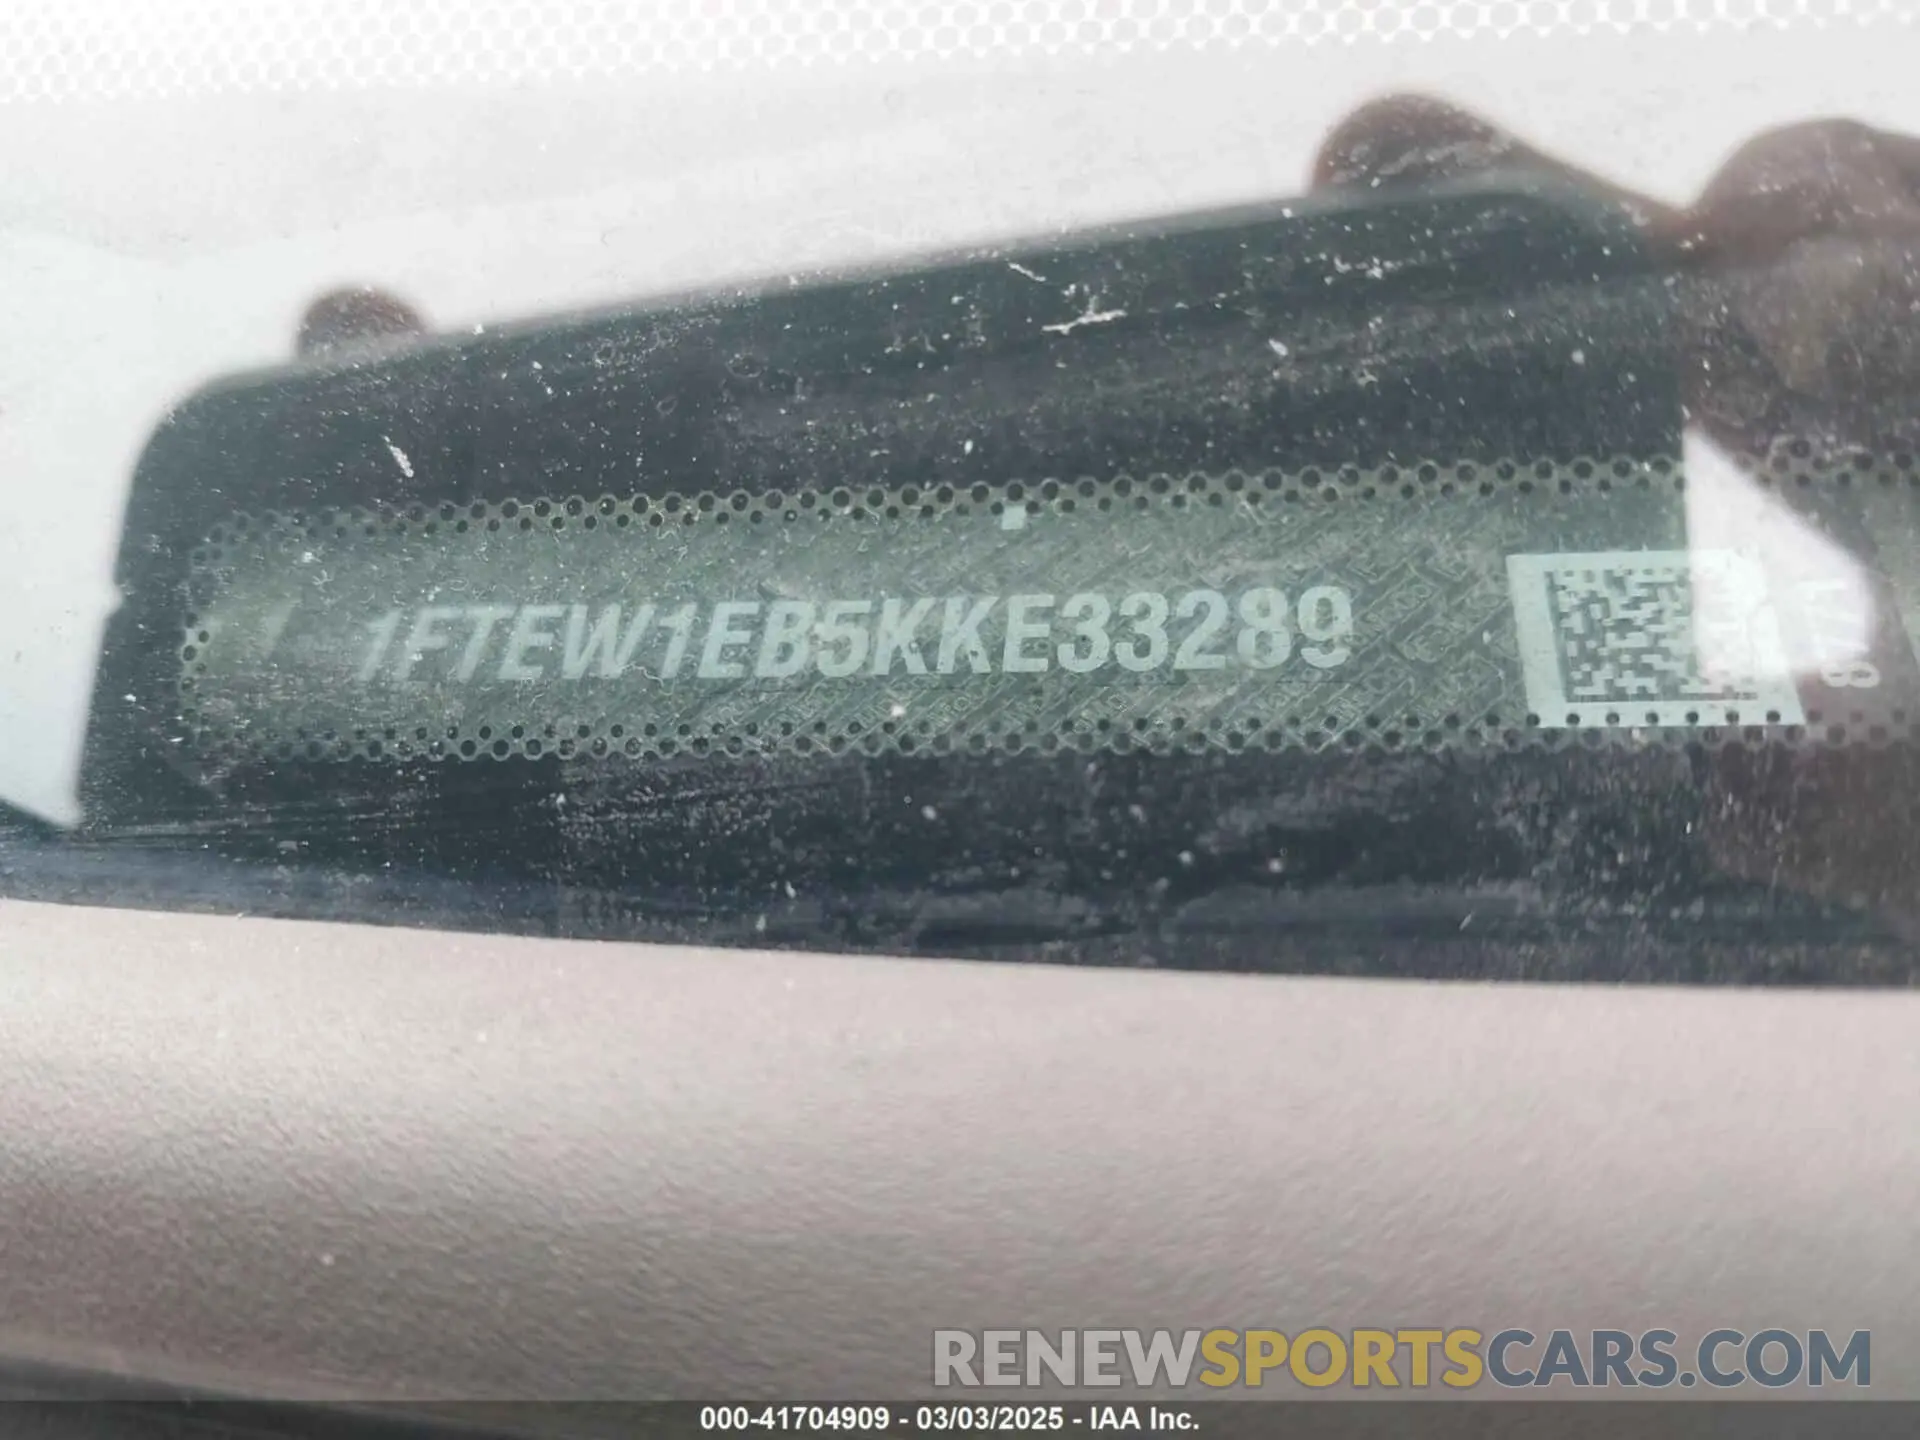 1FTEW1EB5KKE33289
RENEWSPORTSCARS.COM
000-41704909 - 03/03/2025 - IAA Inc.